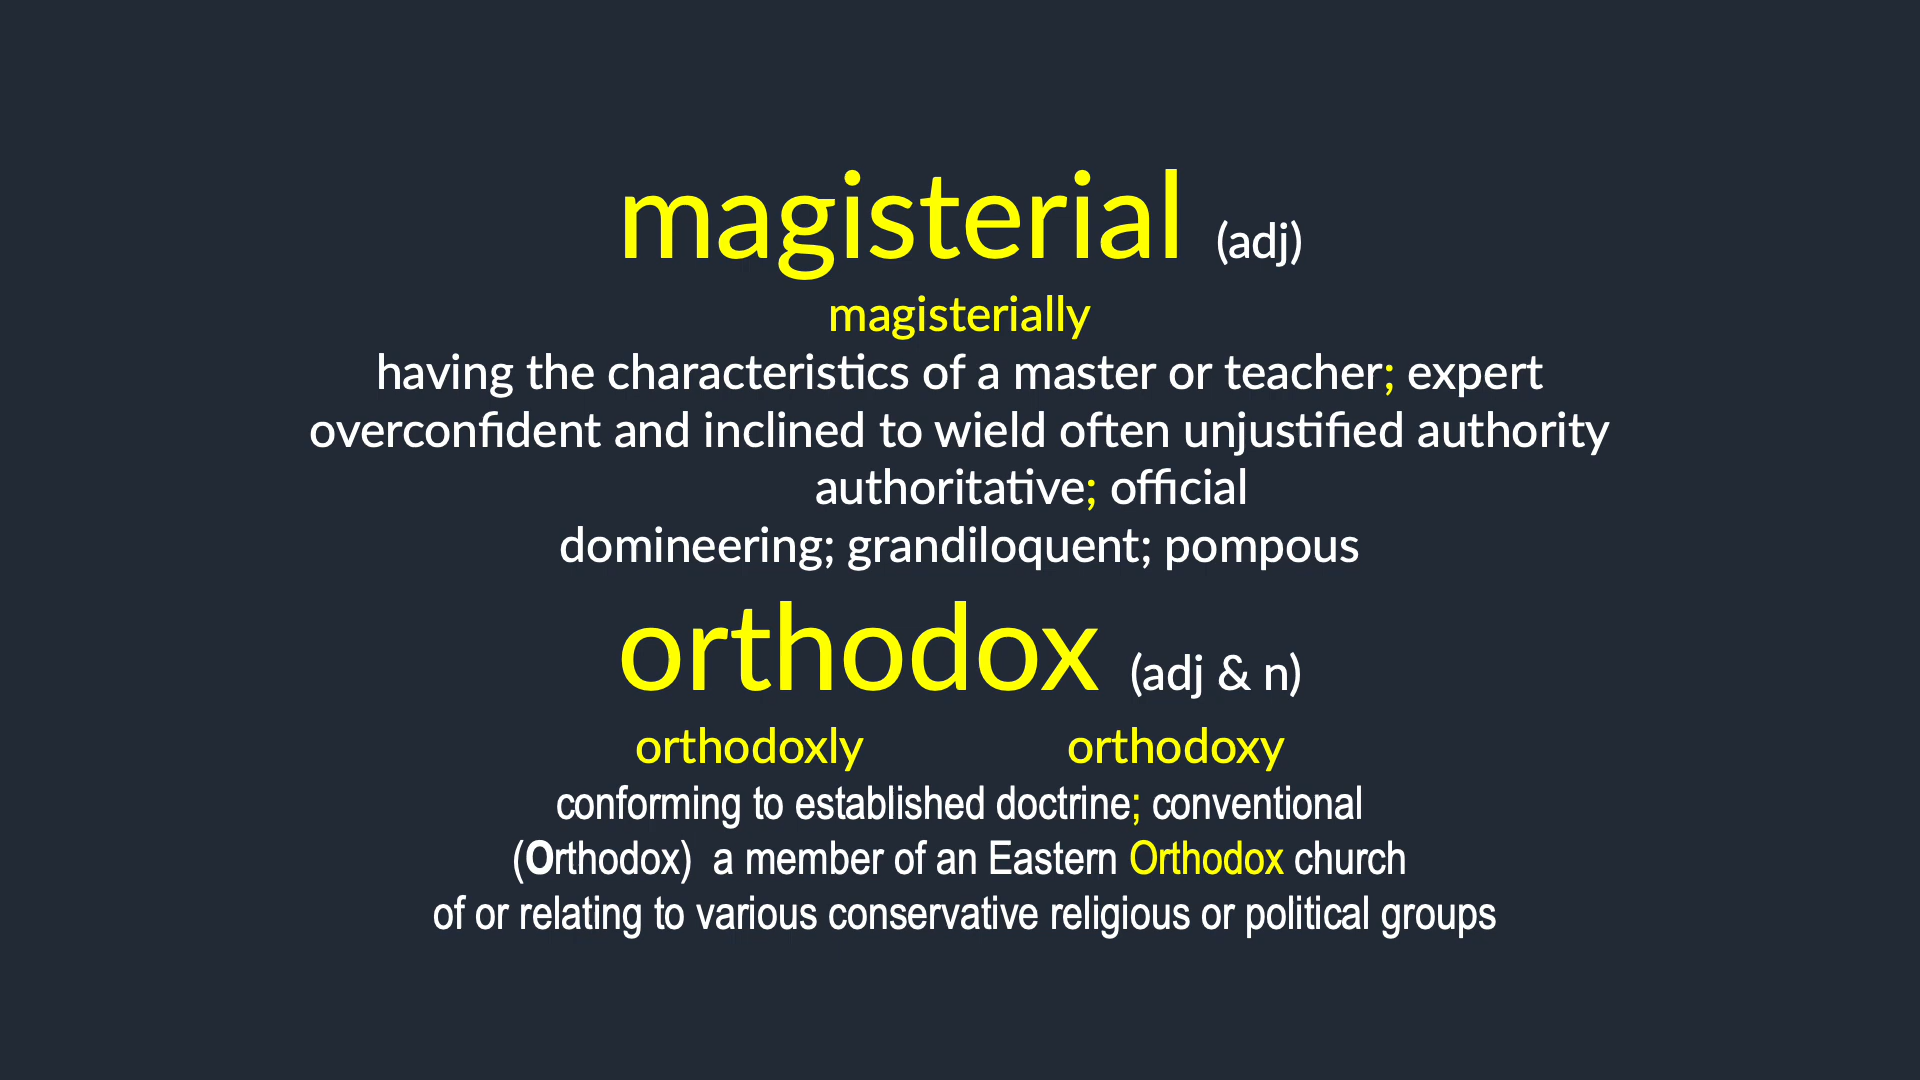 magisterial (adj)
magisterially
having the characteristics of a master or teacher; expert
overconfident and inclined to wield often unjustified authority
authoritative; official
domineering; grandiloquent; pompous
orthodox (adj & n)
orthodoxly orthodoxy
conforming to established doctrine; conventional
(Orthodox) a member of an Eastern Orthodox church
of or relating to various conservative religious or political groups